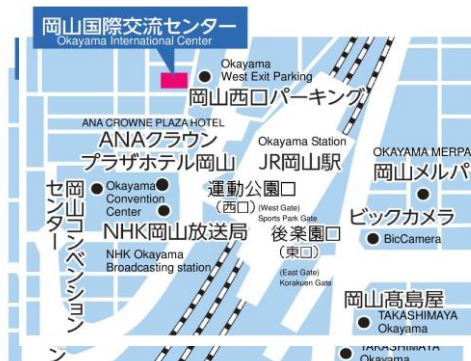 岡山国際交流センター
Okayama International Center
Okayama
West Exit Parking
岡山西口パーキング
ANA CROWNE PLAZA HOTEL
ANAクラウン
プラザホテル岡山
Okayama Station
JR岡山駅
OKAYAMA MERPA
岡山メルパ
岡山コンベンション
センター
Okayama
Convention
Center
運動公園口
(西口)
(West Gate)
Sports Park Gate
NHK岡山放送局
NHK Okayama
Broadcasting station
後楽園口
(東口)
(East Gate)
Korakuen Gate
ビックカメラ
BicCamera
岡山髙島屋
TAKASHIMAYA
Okayama
TAKASHIMAYA
Okayama
ン